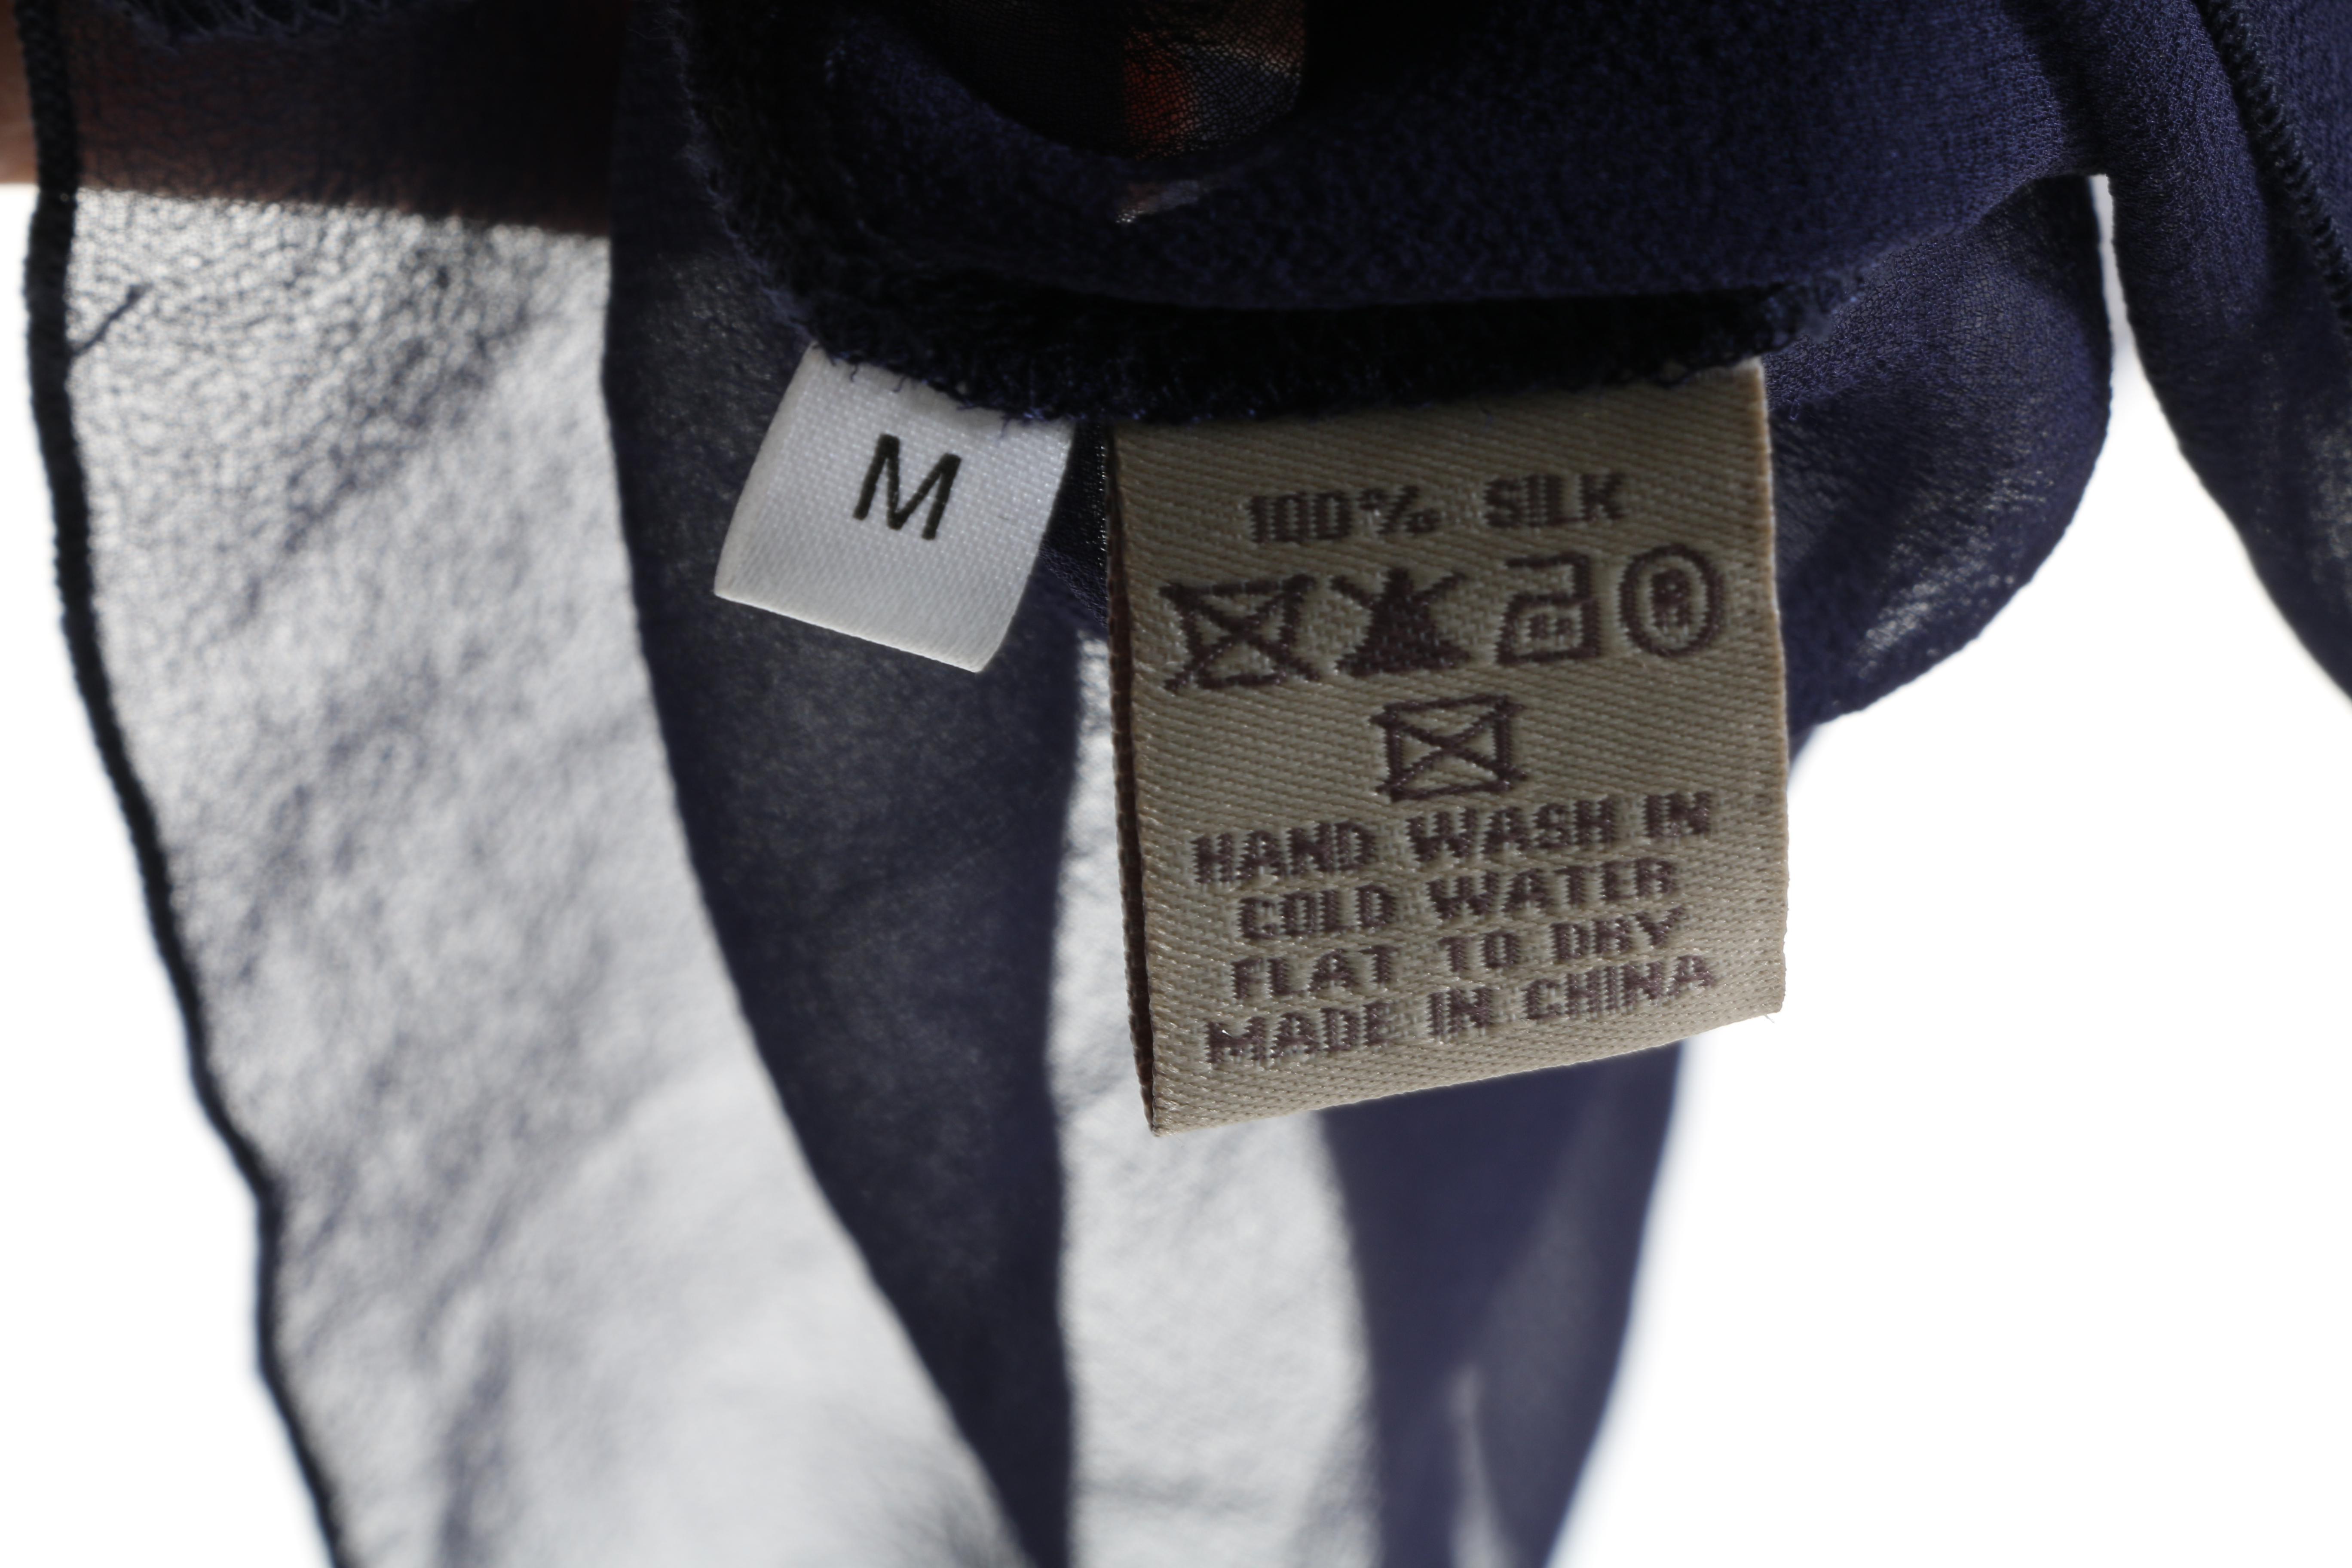 M
100% SILK
HAND WASH IN
COLD WATER
FLAT TO DRY
MADE IN CHINA